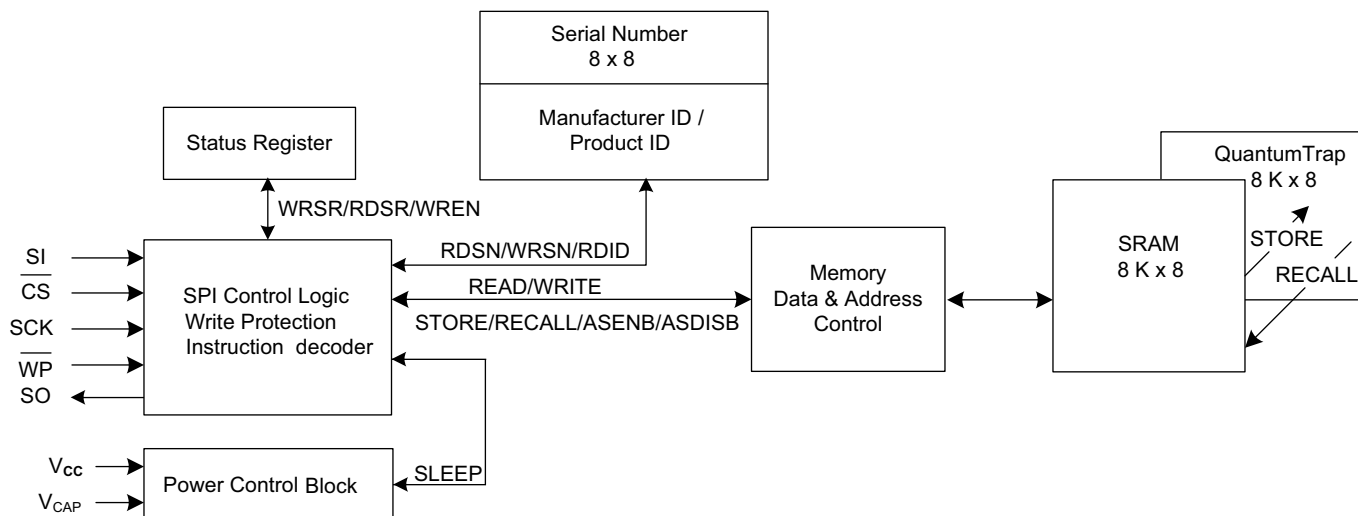 Serial Number
8 x 8
Manufacturer ID /
Product ID
Status Register
QuantumTrap
8 K x 8
WRSR/RDSR/WREN
SI
CS
SCK
WP
SO
SPI Control Logic
Write Protection
Instruction decoder
RDSN/WRSN/RDID
READ/WRITE
STORE/RECALL/ASENB/ASDISB
Memory
Data & Address
Control
SRAM
8 K x 8
STORE
RECALL
VCC
VCAP
Power Control Block
SLEEP